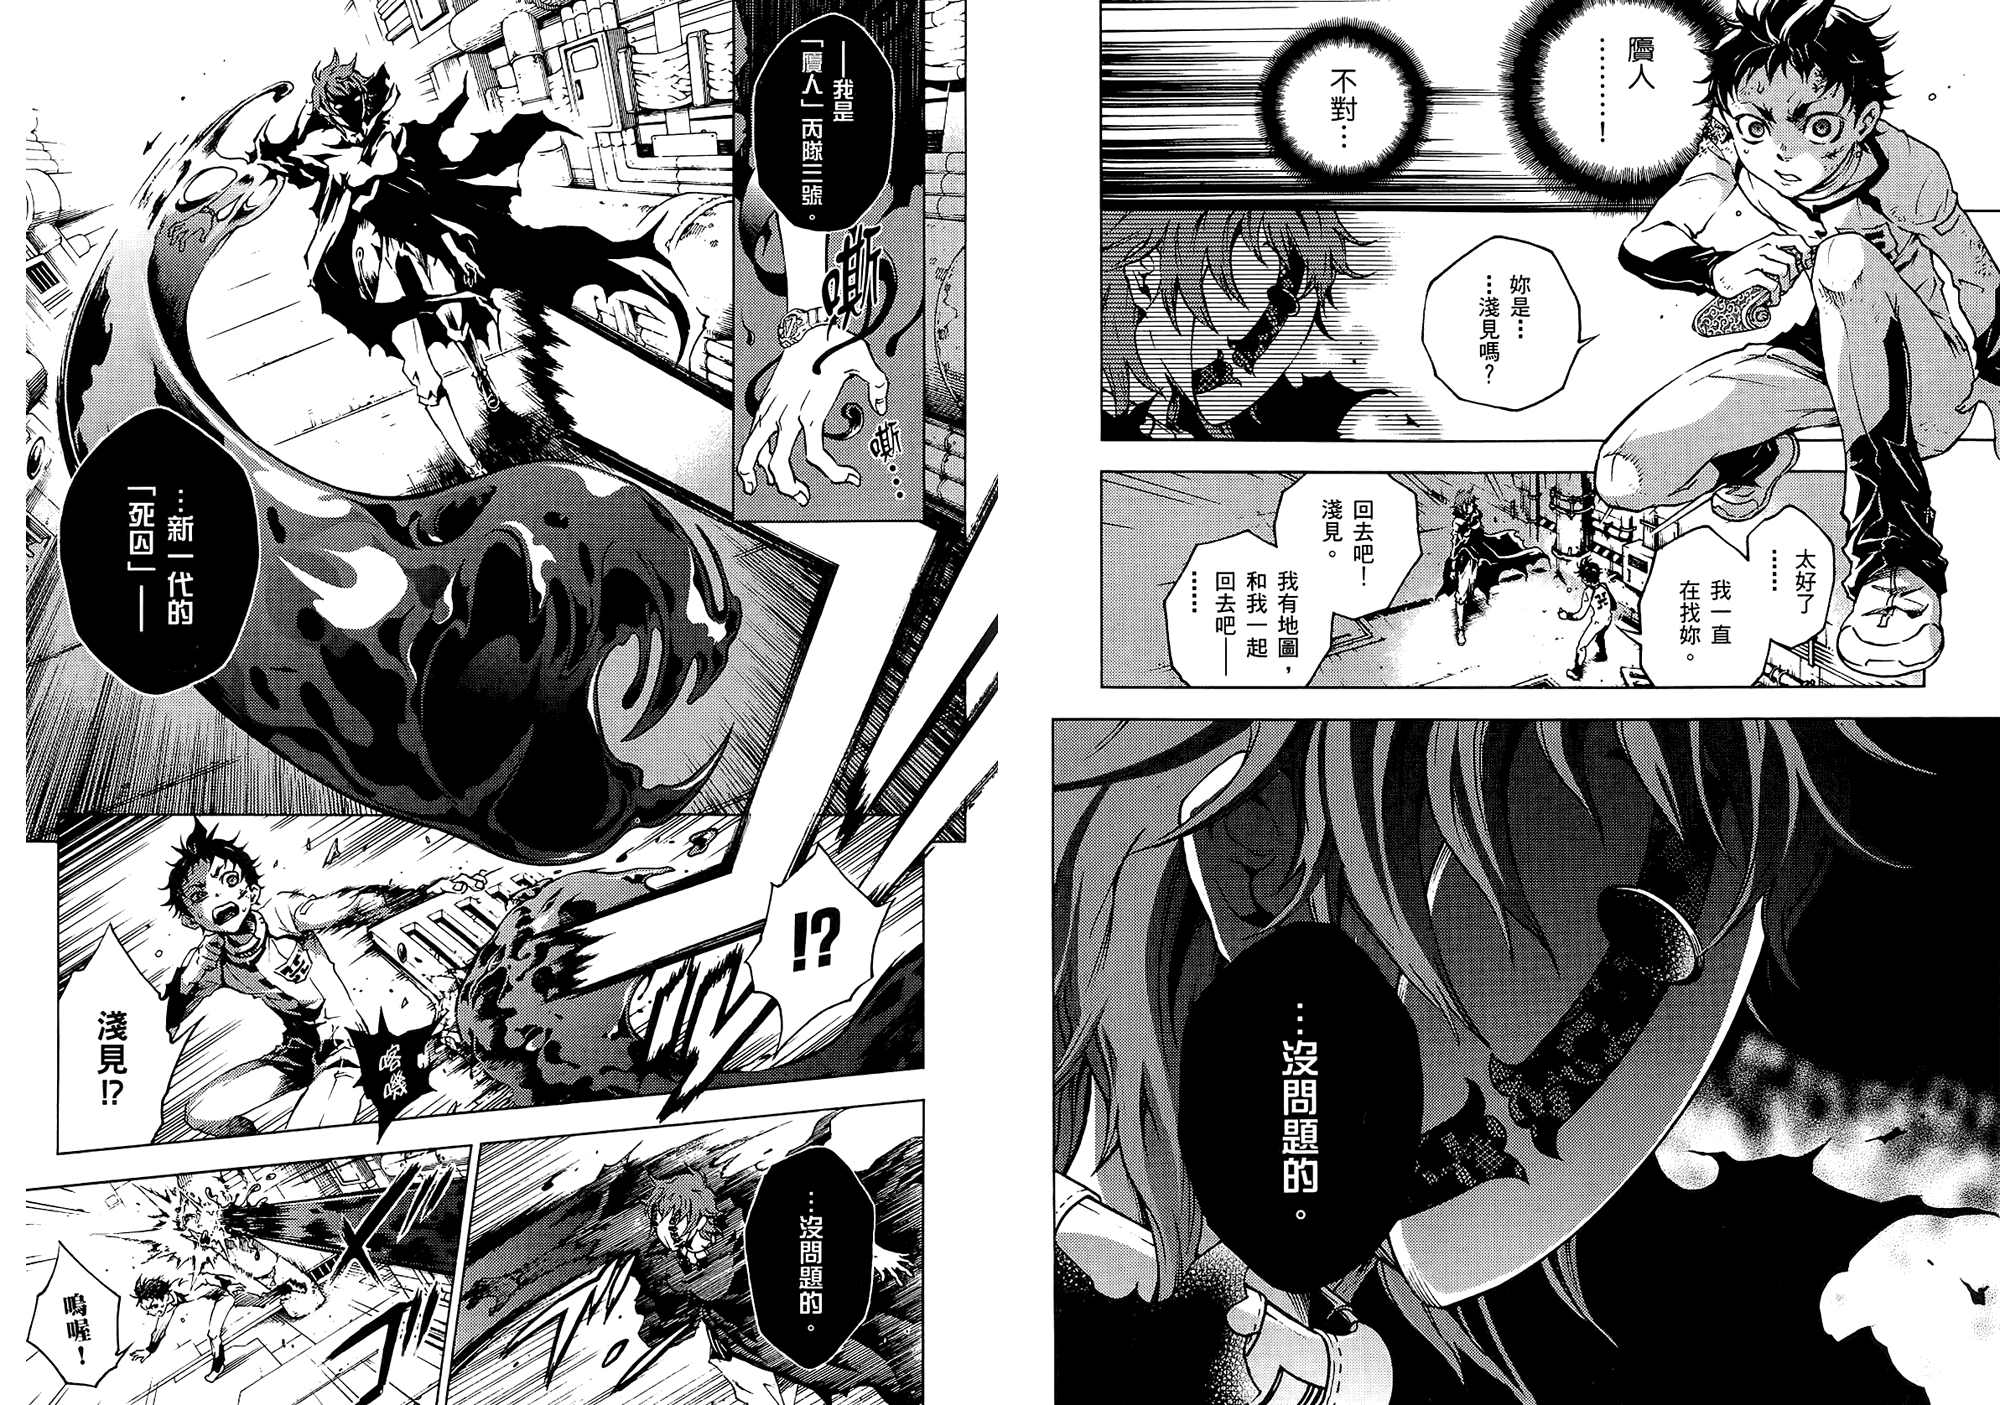 贗人
………！
不對…
妳是…
…淺見嗎？
太好了
……
我一直
在找妳。
回去吧！
淺見。
我有地圖，
和我一起
回去吧——
……
…沒問題的。
——我是
「贗人」丙隊三號。
嘶
嘶…
…新一代的
「死囚」——
!?
淺見!?
喀嘰
…沒問題的。
嗚喔！